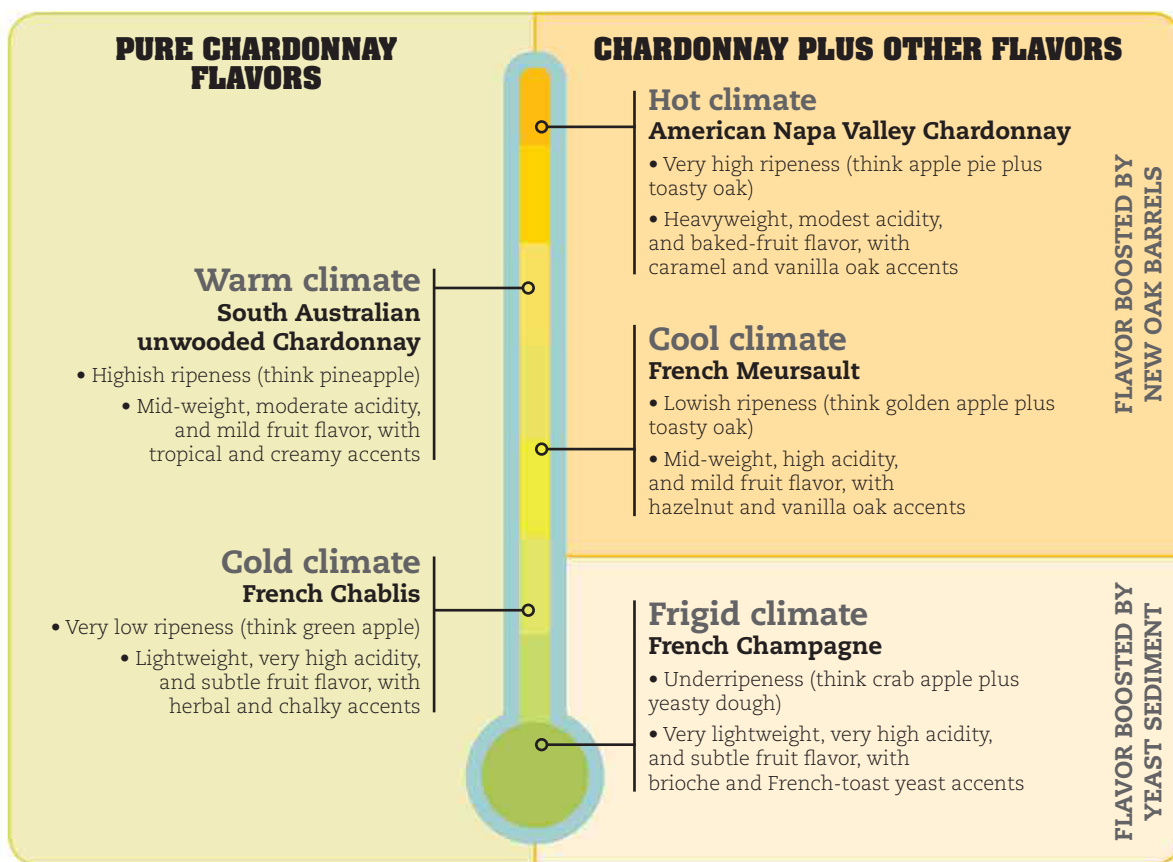 PURE CHARDONNAY
FLAVORS
Warm climate
South Australian
unwooded Chardonnay
• Highish ripeness (think pineapple)
• Mid-weight, moderate acidity,
and mild fruit flavor, with
tropical and creamy accents
Cold climate
French Chablis
• Very low ripeness (think green apple)
• Lightweight, very high acidity,
and subtle fruit flavor, with
herbal and chalky accents
CHARDONNAY PLUS OTHER FLAVORS
Hot climate
American Napa Valley Chardonnay
• Very high ripeness (think apple pie plus
toasty oak)
• Heavyweight, modest acidity,
and baked-fruit flavor, with
caramel and vanilla oak accents
Cool climate
French Meursault
• Lowish ripeness (think golden apple plus
toasty oak)
• Mid-weight, high acidity,
and mild fruit flavor, with
hazelnut and vanilla oak accents
FLAVOR BOOSTED BY
NEW OAK BARRELS
Frigid climate
French Champagne
• Underripeness (think crab apple plus
yeasty dough)
• Very lightweight, very high acidity,
and subtle fruit flavor, with
brioche and French-toast yeast accents
FLAVOR BOOSTED BY
YEAST SEDIMENT